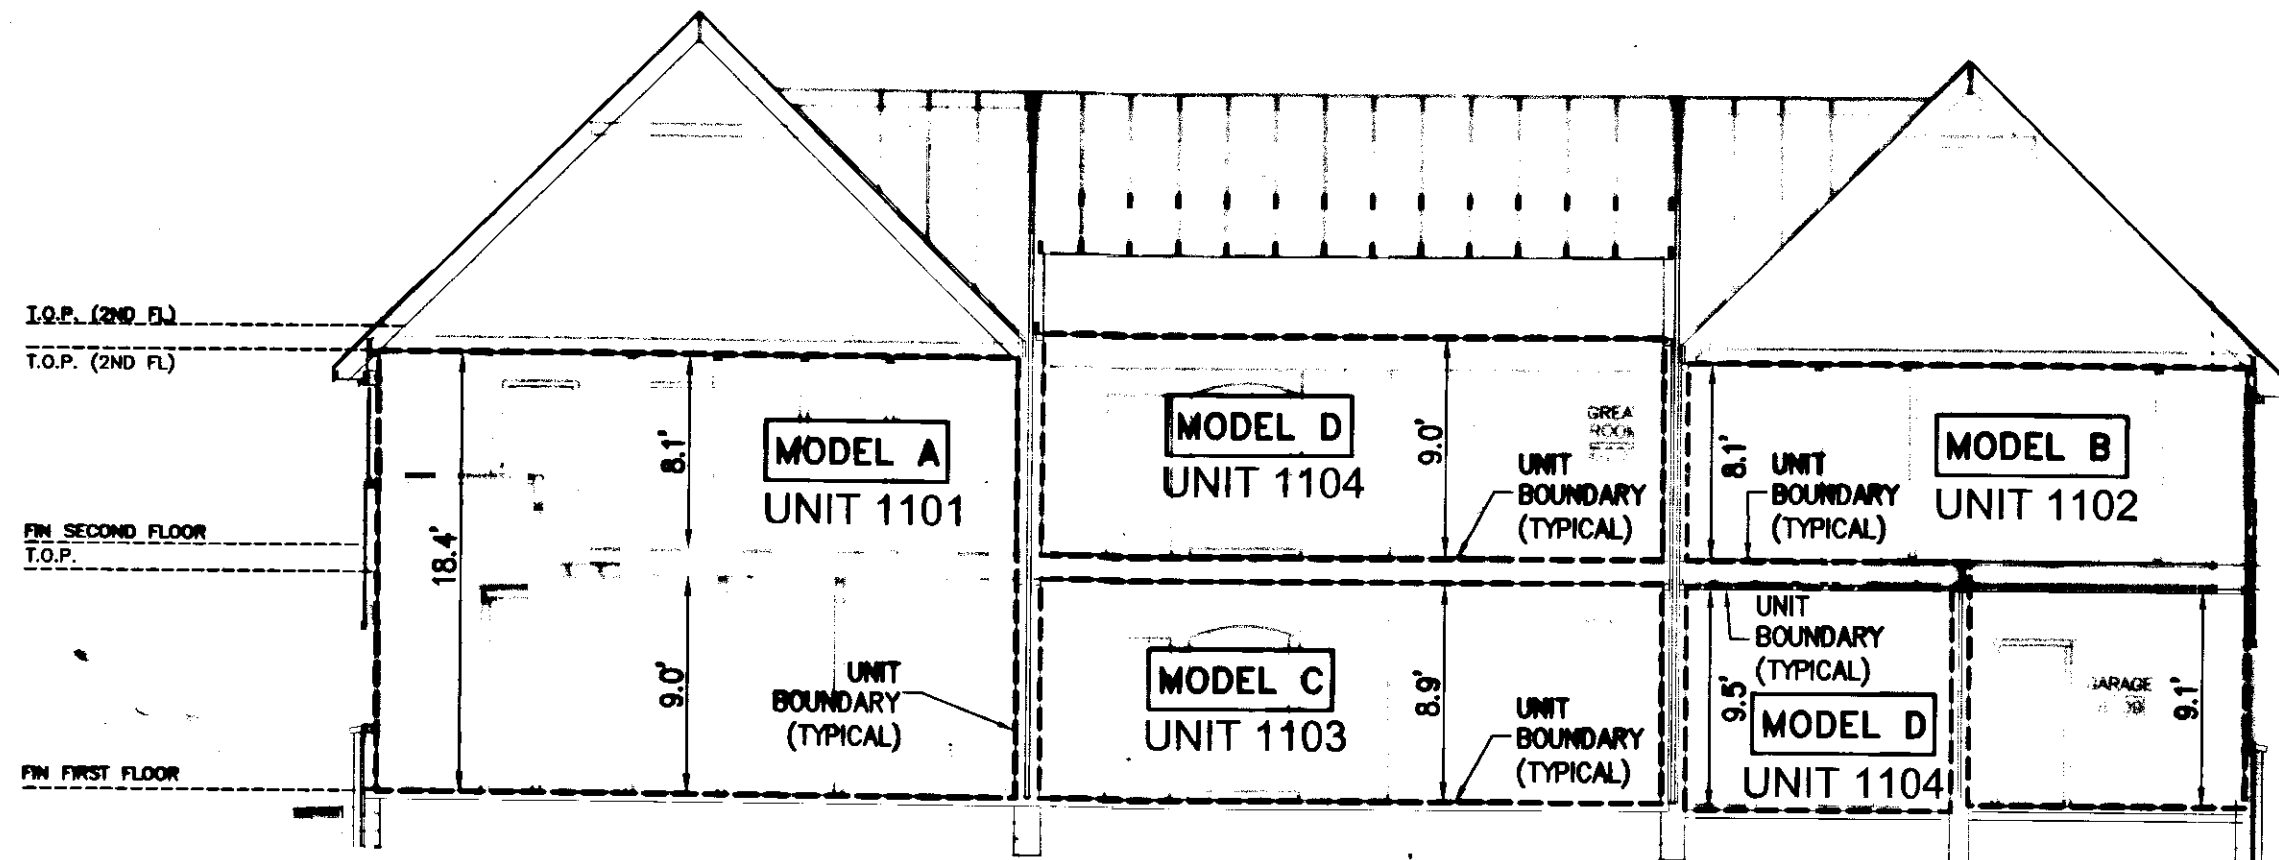 T.O.P. (2ND FL)
T.O.P. (2ND FL)
FIN SECOND FLOOR
T.O.P.
FIN FIRST FLOOR
18.4'
8.1'
9.0'
MODEL A
UNIT 1101
UNIT
BOUNDARY
(TYPICAL)
MODEL D
UNIT 1104
9.0'
UNIT
BOUNDARY
(TYPICAL)
MODEL C
UNIT 1103
8.9'
UNIT
BOUNDARY
(TYPICAL)
8.1'
UNIT
BOUNDARY
(TYPICAL)
MODEL B
UNIT 1102
9.5'
UNIT
BOUNDARY
(TYPICAL)
MODEL D
UNIT 1104
9.1'